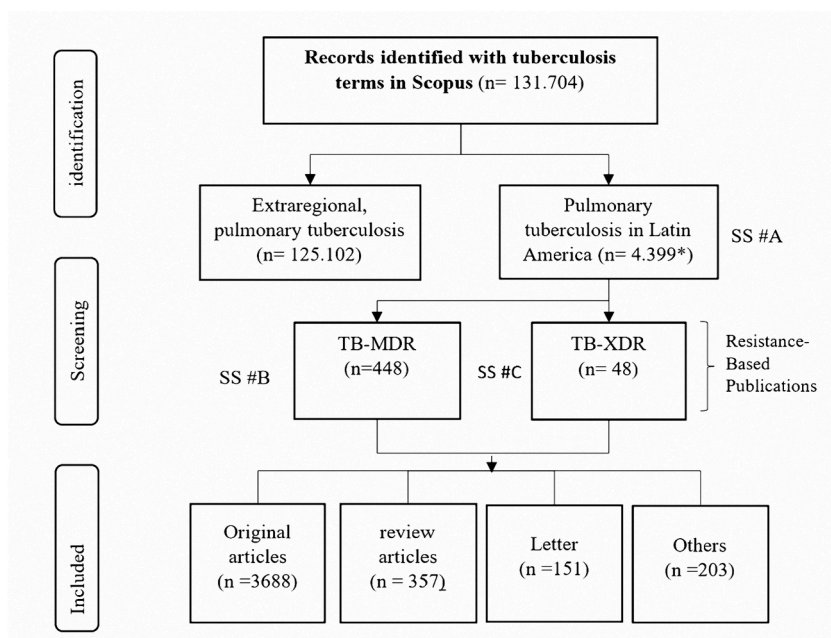 identification
Records identified with tuberculosis
terms in Scopus (n= 131.704)
Extraregional,
pulmonary tuberculosis
(n= 125.102)
Pulmonary
tuberculosis in Latin
America (n= 4.399*)
SS #A
Screening
SS #B
TB-MDR
(n=448)
SS #C
TB-XDR
(n= 48)
Resistance-
Based
Publications
Included
Original
articles
(n =3688)
review
articles
(n = 357)
Letter
(n =151)
Others
(n =203)